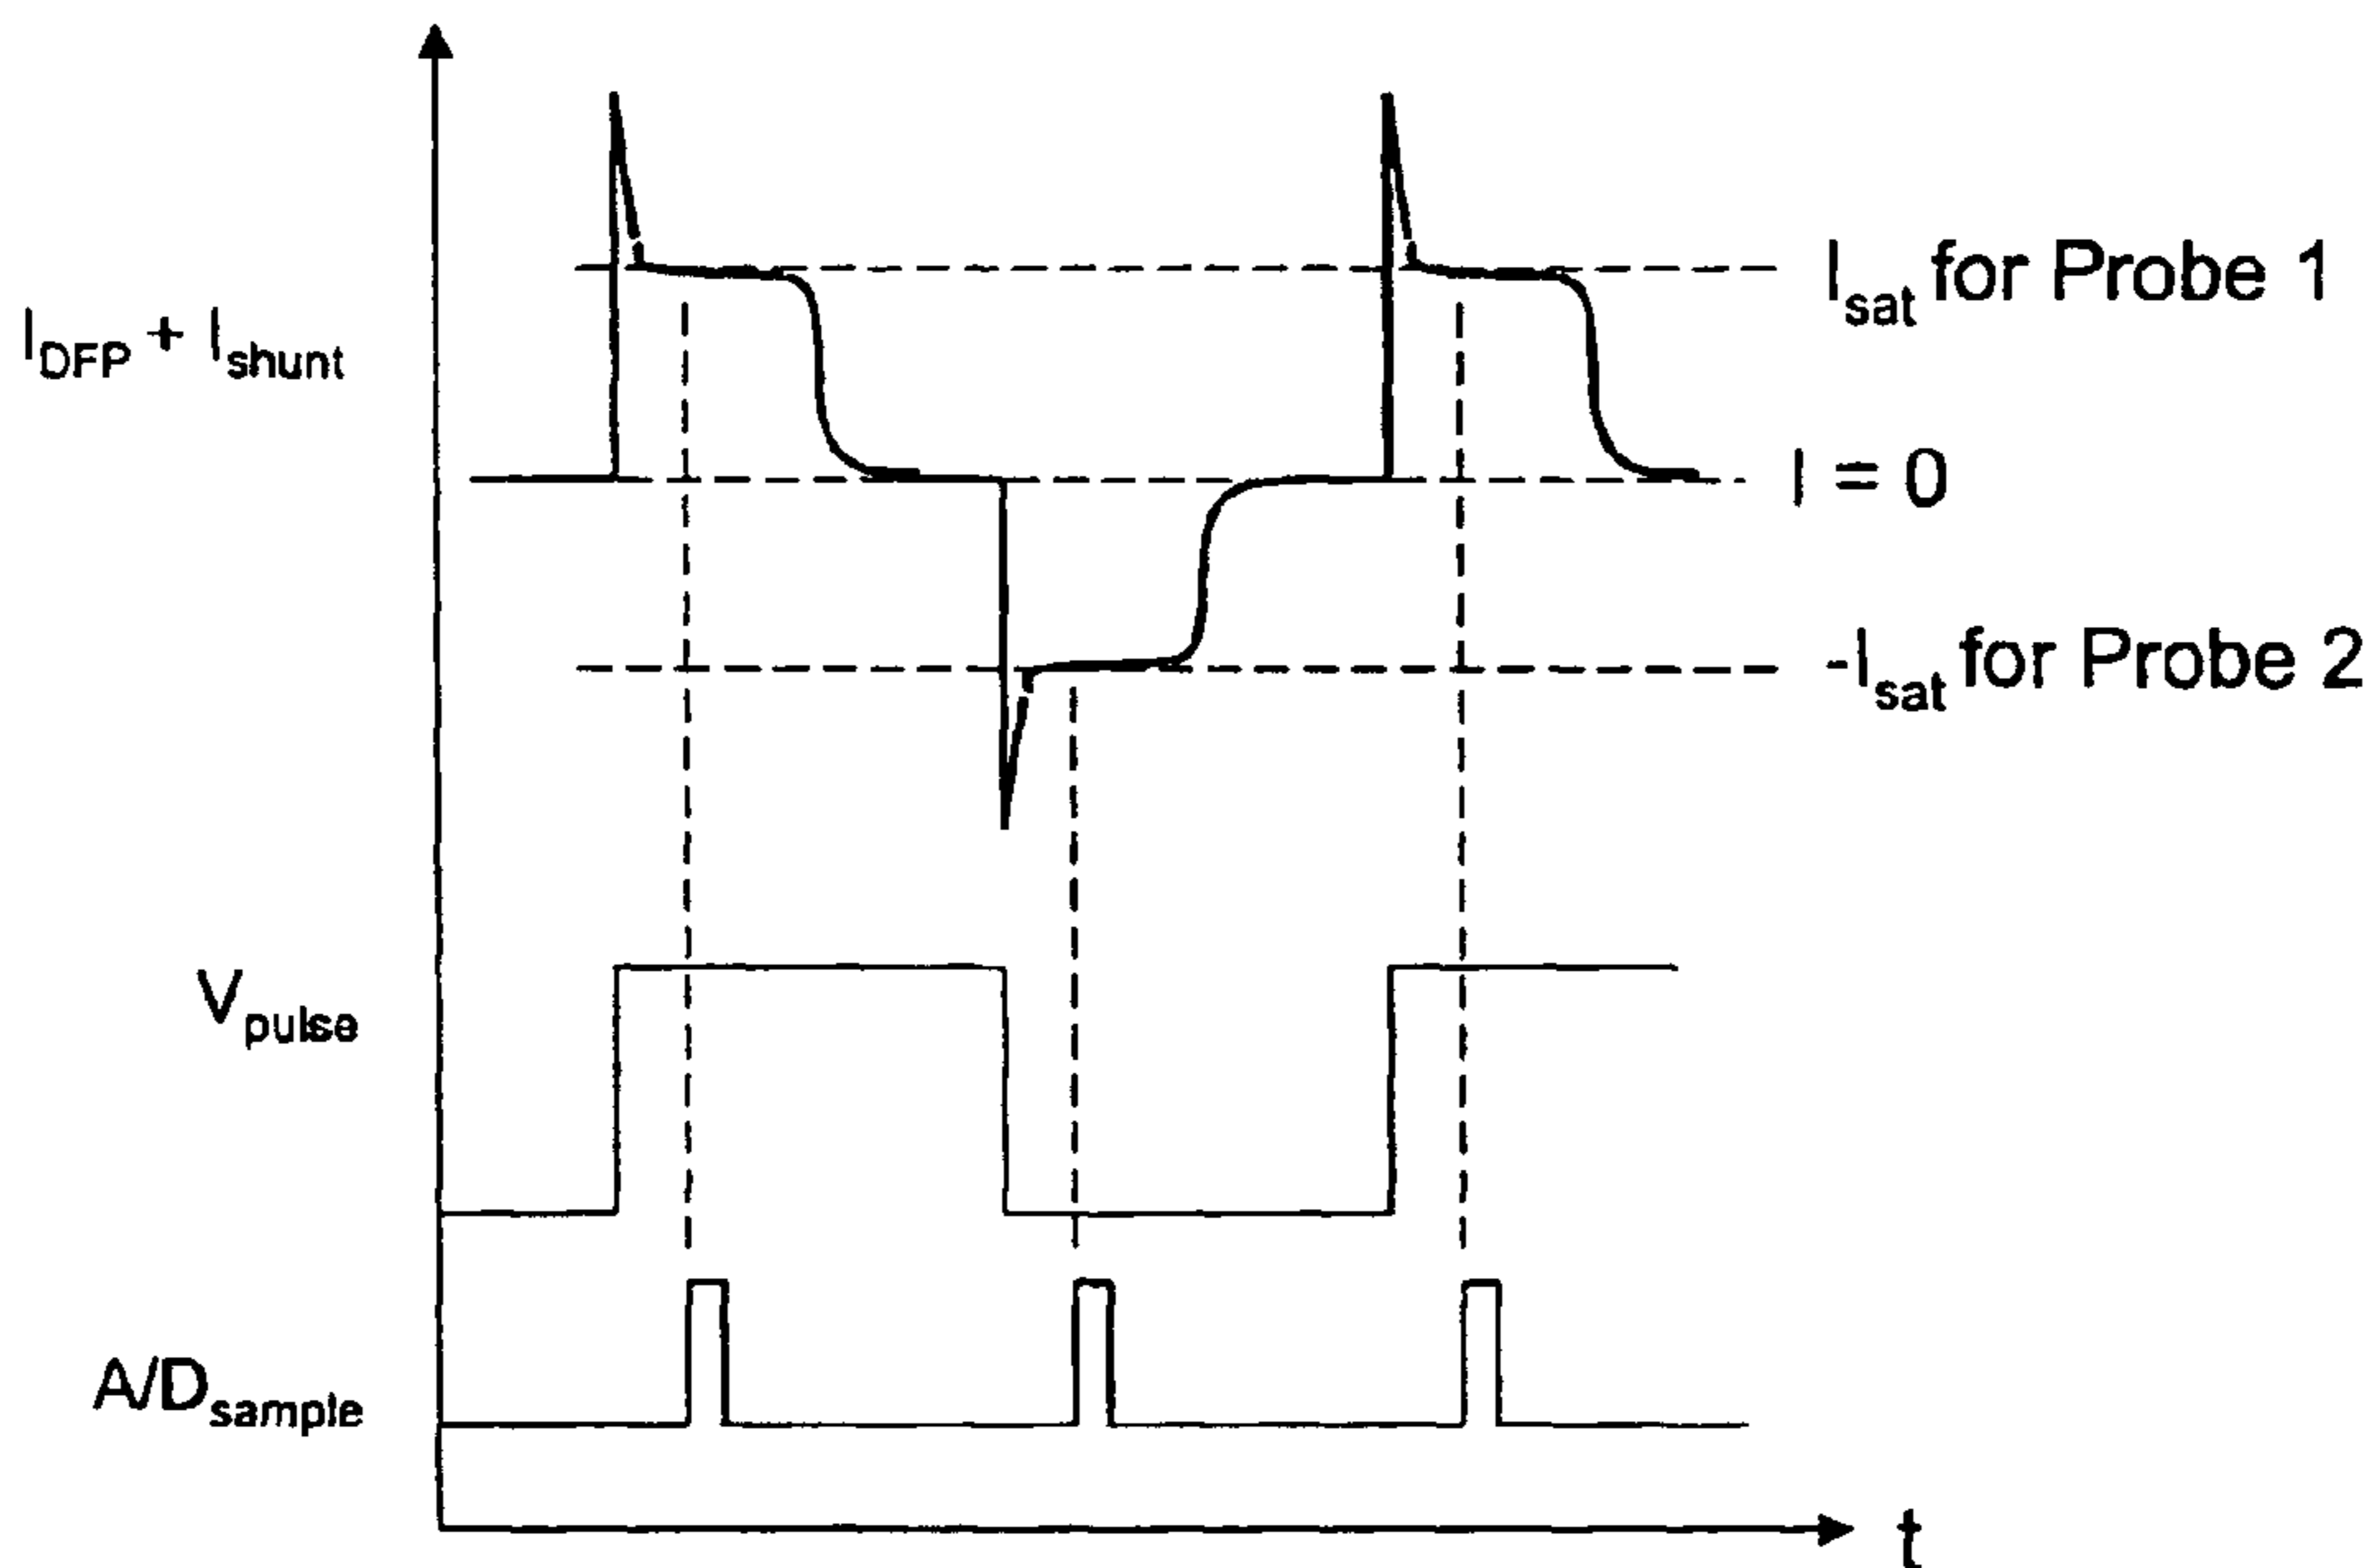 I_sat for Probe 1
I_DFP + I_shunt
I = 0
-I_sat for Probe 2
V_pulse
A/D_sample
t